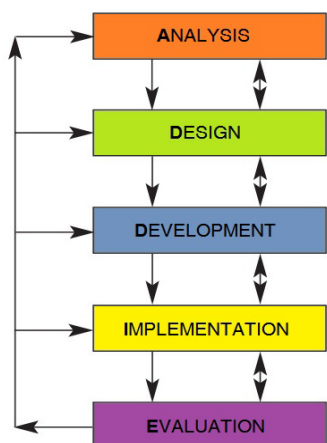 ANALYSIS
DESIGN
DEVELOPMENT
IMPLEMENTATION
EVALUATION